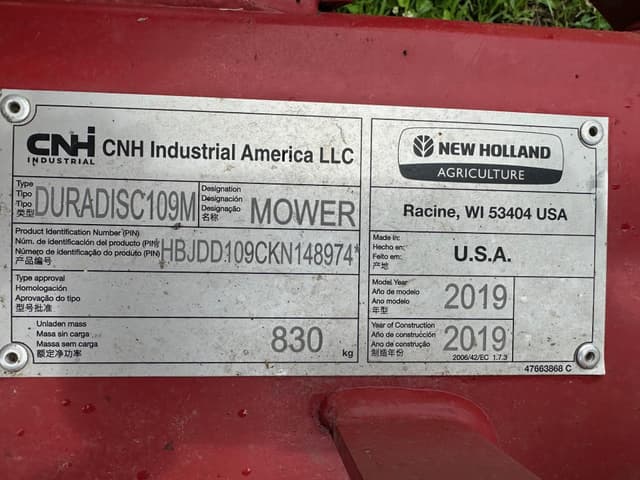 CNH
INDUSTRIAL
CNH Industrial America LLC
Type
Tipo
Tipo
类型
DURADISC109M
Designation
Designación
Designação
名称
MOWER
Product Identification Number (PIN)
Núm. de identificación del producto (PIN)
Número de identificação do produto (PIN)
产品编号
*HBJDD109CKN148974*
Type approval
Homologación
Aprovação do tipo
型号批准
Unladen mass
Masa sin carga
Massa sem carga
额定净功率
830
kg
NEW HOLLAND
AGRICULTURE
Racine, WI 53404 USA
Made in:
Hecho en:
Feito em:
产地
U.S.A.
Model Year
Año de modelo
Ano modelo
年型
2019
Year of Construction
Año de construcción
Ano de construção
制造年份
2019
2006/42/EC 1.7.3
47663868 C